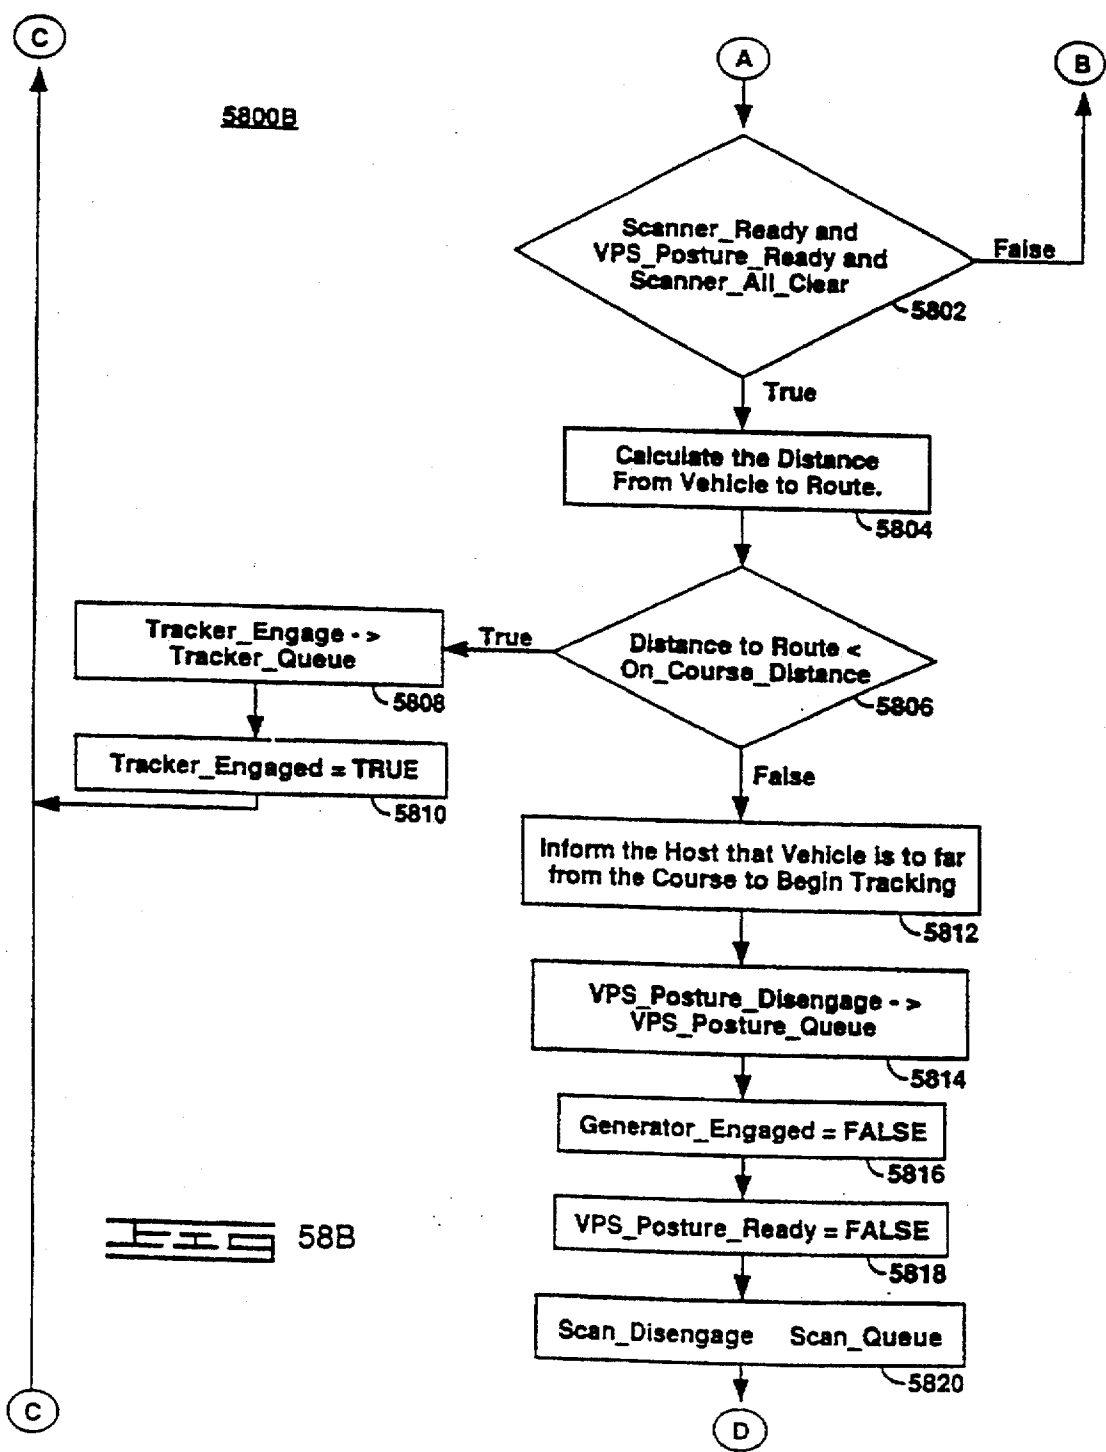 C
A
B
5800B
Scanner_Ready and
VPS_Posture_Ready and
Scanner_All_Clear
False
5802
True
Calculate the Distance
From Vehicle to Route.
5804
Distance to Route <
On_Course_Distance
5806
True
Tracker_Engage - >
Tracker_Queue
5808
Tracker_Engaged = TRUE
5810
False
Inform the Host that Vehicle is to far
from the Course to Begin Tracking
5812
VPS_Posture_Disengage - >
VPS_Posture_Queue
5814
Generator_Engaged = FALSE
5816
VPS_Posture_Ready = FALSE
5818
58B
Scan_Disengage Scan_Queue
5820
C
D